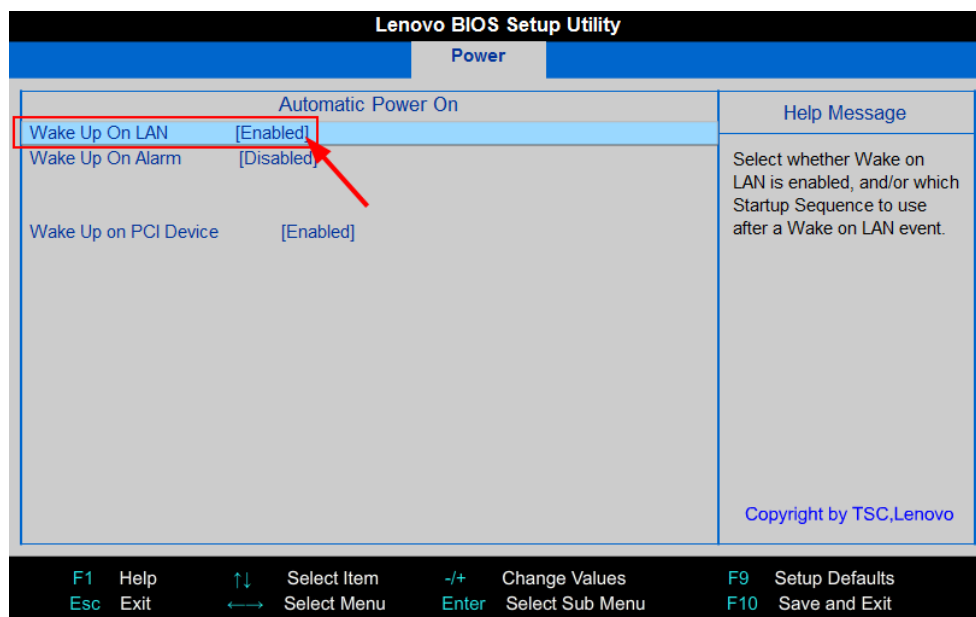 Lenovo BIOS Setup Utility
Power
Automatic Power On
Wake Up On LAN [Enabled]
Wake Up On Alarm [Disabled]
Wake Up on PCI Device [Enabled]
Help Message
Select whether Wake on
LAN is enabled, and/or which
Startup Sequence to use
after a Wake on LAN event.
Copyright by TSC,Lenovo
F1 Help ↑↓ Select Item -/+ Change Values F9 Setup Defaults
Esc Exit ←→ Select Menu Enter Select Sub Menu F10 Save and Exit